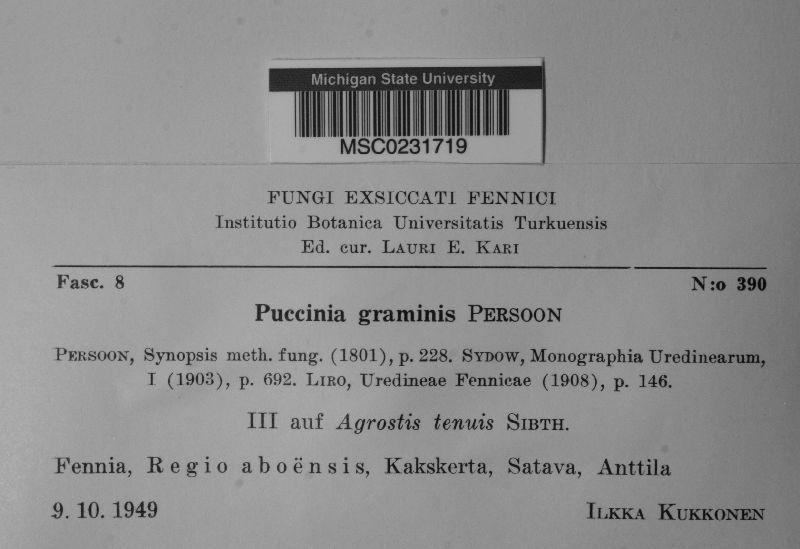 Michigan State University
MSC0231719
FUNGI EXSICCATI FENNICI
Institutio Botanica Universitatis Turkuensis
Ed. cur. LAURI E. KARI
Fasc. 8 N:o 390
Puccinia graminis PERSOON
PERSOON, Synopsis meth. fung. (1801), p. 228. SYDOW, Monographia Uredinearum,
I (1903), p. 692. LIRO, Uredineae Fennicae (1908), p. 146.
III auf Agrostis tenuis SIBTH.
Fennia, Regio aboënsis, Kakskerta, Satava, Anttila
9. 10. 1949 ILKKA KUKKONEN